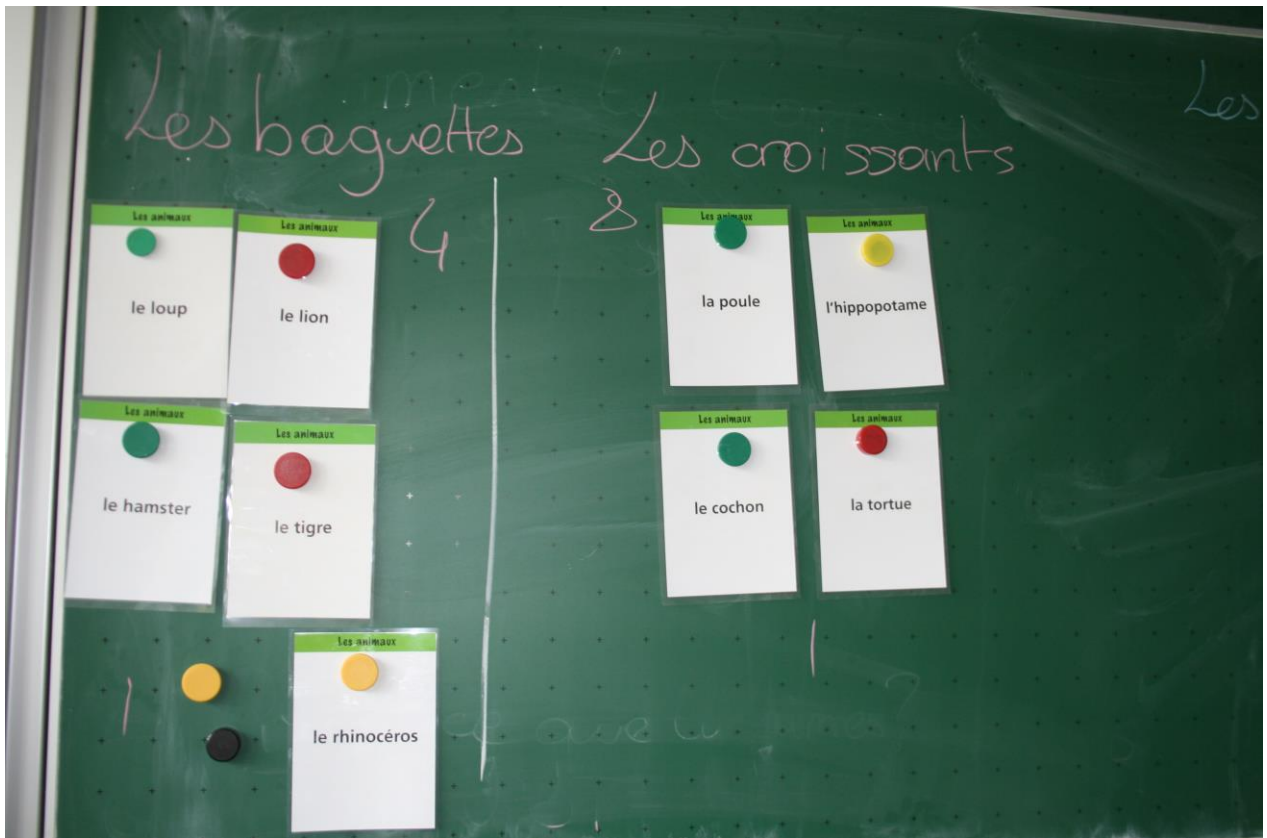 Les baguettes
Les croissants
Les
4
8
Les animaux
le loup
Les animaux
le lion
Les animaux
la poule
Les animaux
l'hippopotame
Les animaux
le hamster
Les animaux
le tigre
Les animaux
le cochon
Les animaux
la tortue
Les animaux
le rhinocéros